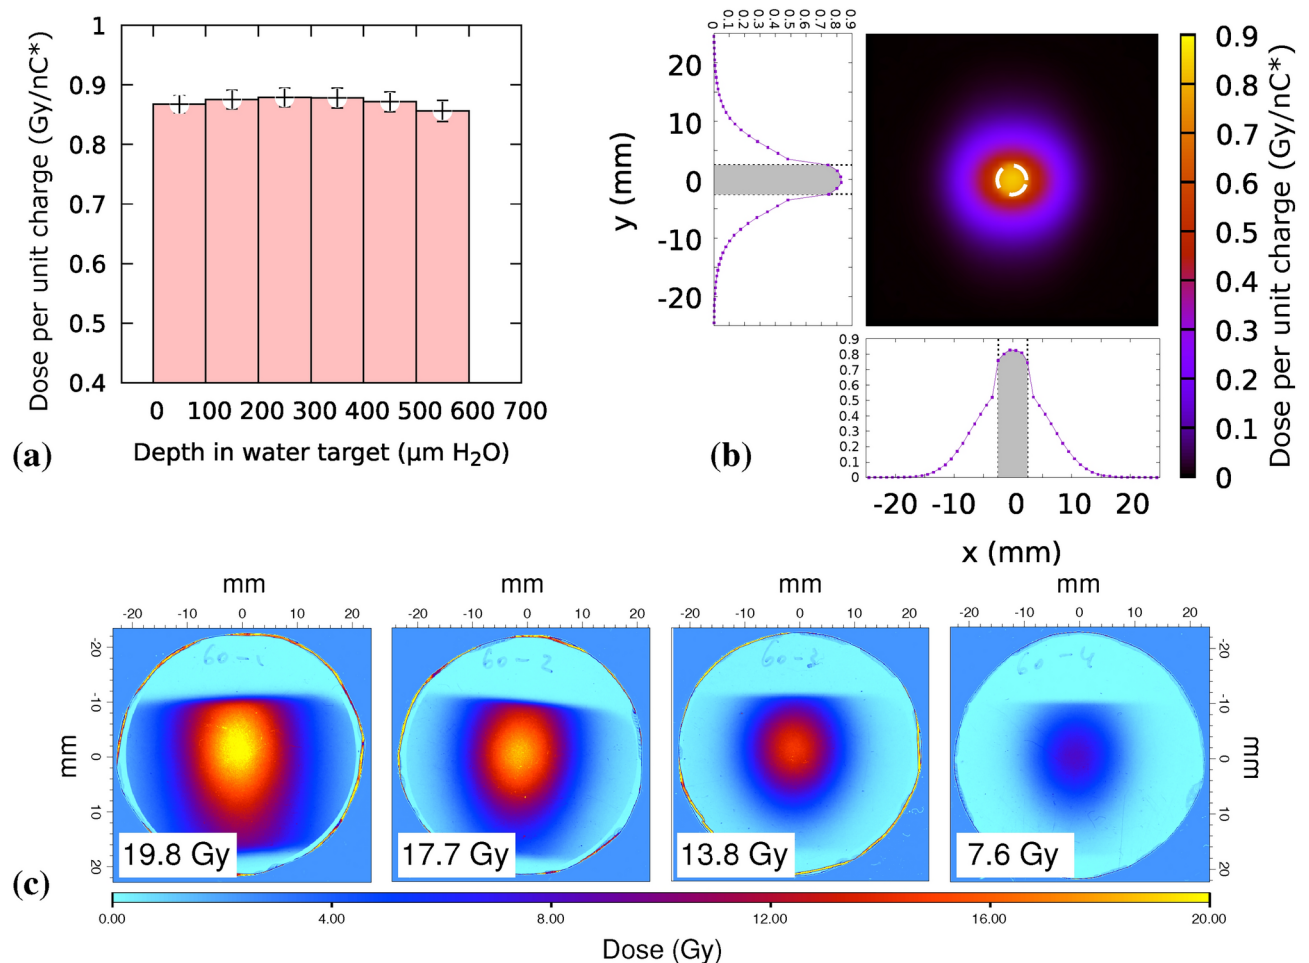 (a)
Dose per unit charge (Gy/nC*)
1
0.9
0.8
0.7
0.6
0.5
0.4
0 100 200 300 400 500 600 700
Depth in water target (µm H₂O)
(b)
0 0.1 0.2 0.3 0.4 0.5 0.6 0.7 0.8 0.9
y (mm)
20
10
0
-10
-20
0.9
0.8
0.7
0.6
0.5
0.4
0.3
0.2
0.1
0
Dose per unit charge (Gy/nC*)
0.9
0.8
0.7
0.6
0.5
0.4
0.3
0.2
0.1
0
-20 -10 0 10 20
x (mm)
(c)
mm mm mm mm
-20 -10 0 10 20 -20 -10 0 10 20 -20 -10 0 10 20 -20 -10 0 10 20
mm
-20
-10
0
10
20
60-1 60-2 60-3 60-4
19.8 Gy 17.7 Gy 13.8 Gy 7.6 Gy
-20
-10
0
10
20
mm
0.00 4.00 8.00 12.00 16.00 20.00
Dose (Gy)